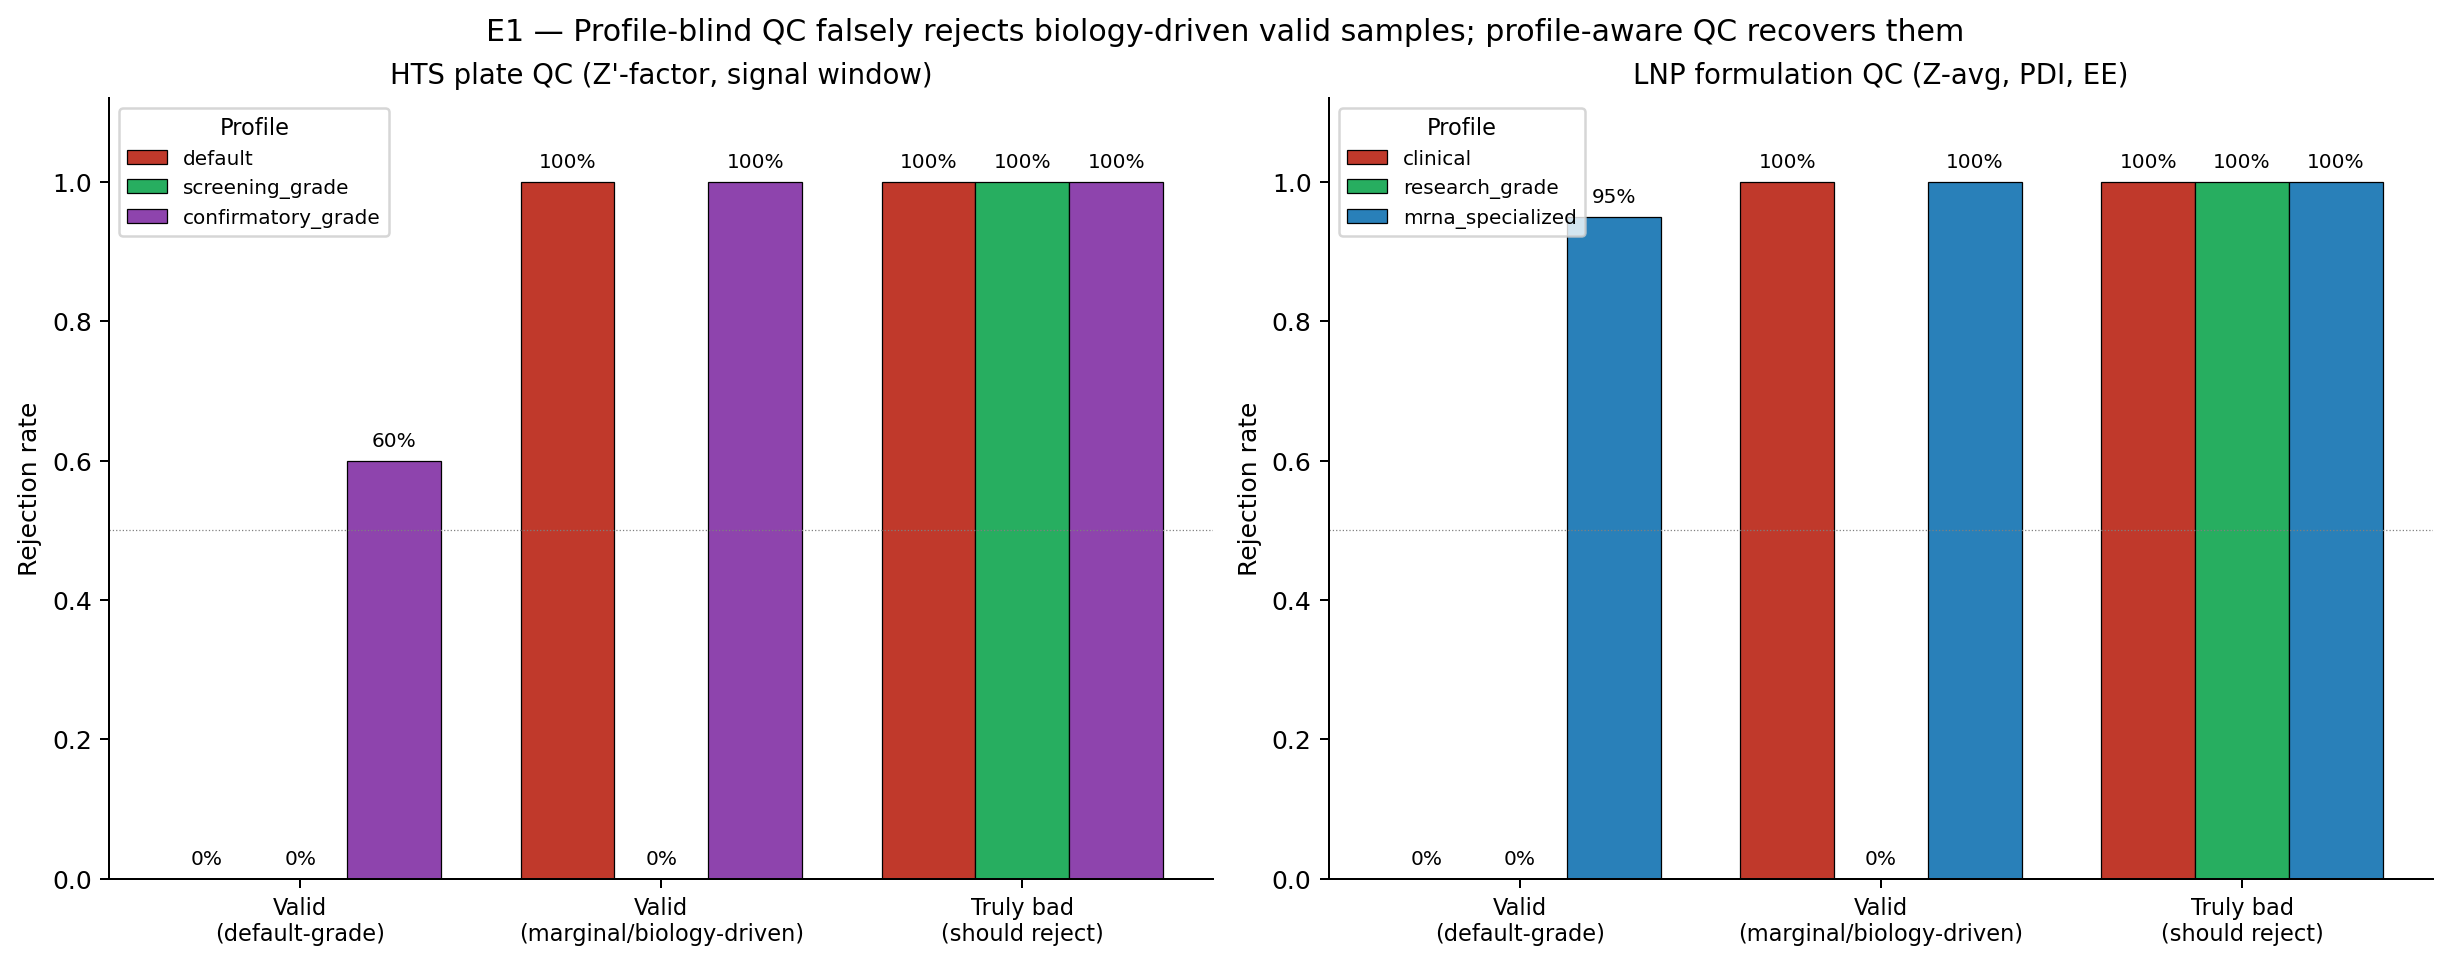 E1 — Profile-blind QC falsely rejects biology-driven valid samples; profile-aware QC recovers them
HTS plate QC (Z'-factor, signal window)
Profile
default
screening_grade
confirmatory_grade
Rejection rate
1.0
0.8
0.6
0.4
0.2
0.0
0%
0%
60%
100%
0%
100%
100%
100%
100%
Valid
(default-grade)
Valid
(marginal/biology-driven)
Truly bad
(should reject)
LNP formulation QC (Z-avg, PDI, EE)
Profile
clinical
research_grade
mrna_specialized
Rejection rate
1.0
0.8
0.6
0.4
0.2
0.0
0%
0%
95%
100%
0%
100%
100%
100%
100%
Valid
(default-grade)
Valid
(marginal/biology-driven)
Truly bad
(should reject)